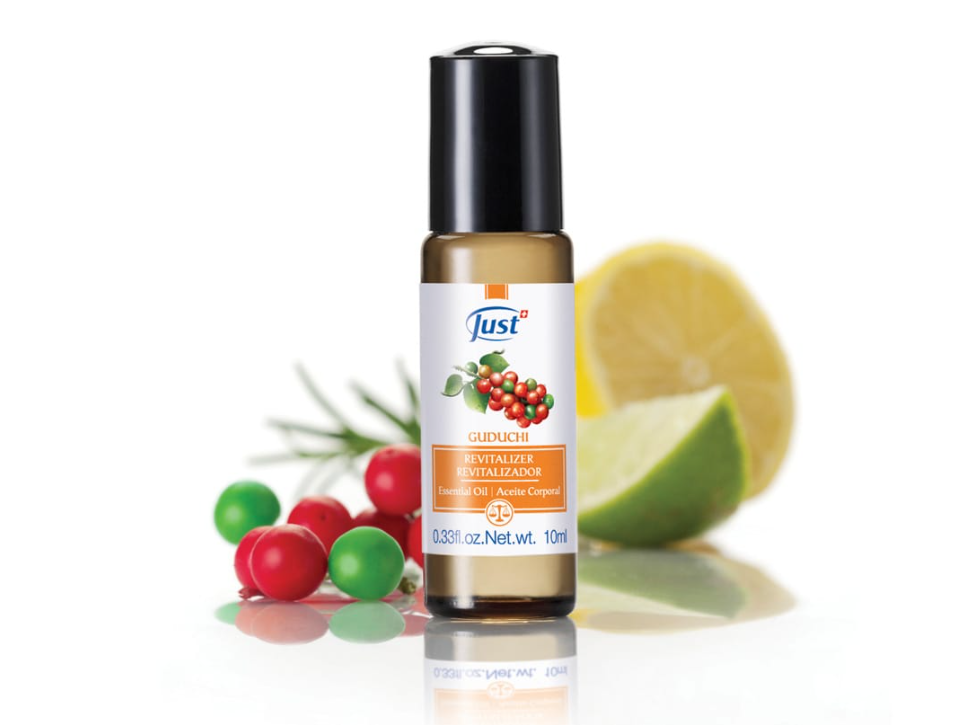 Just
GUDUCHI
REVITALIZER
REVITALIZADOR
Essential Oil | Aceite Corporal
0.33fl.oz.Net.wt. 10ml